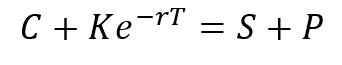 C + Ke^{-rT} = S + P